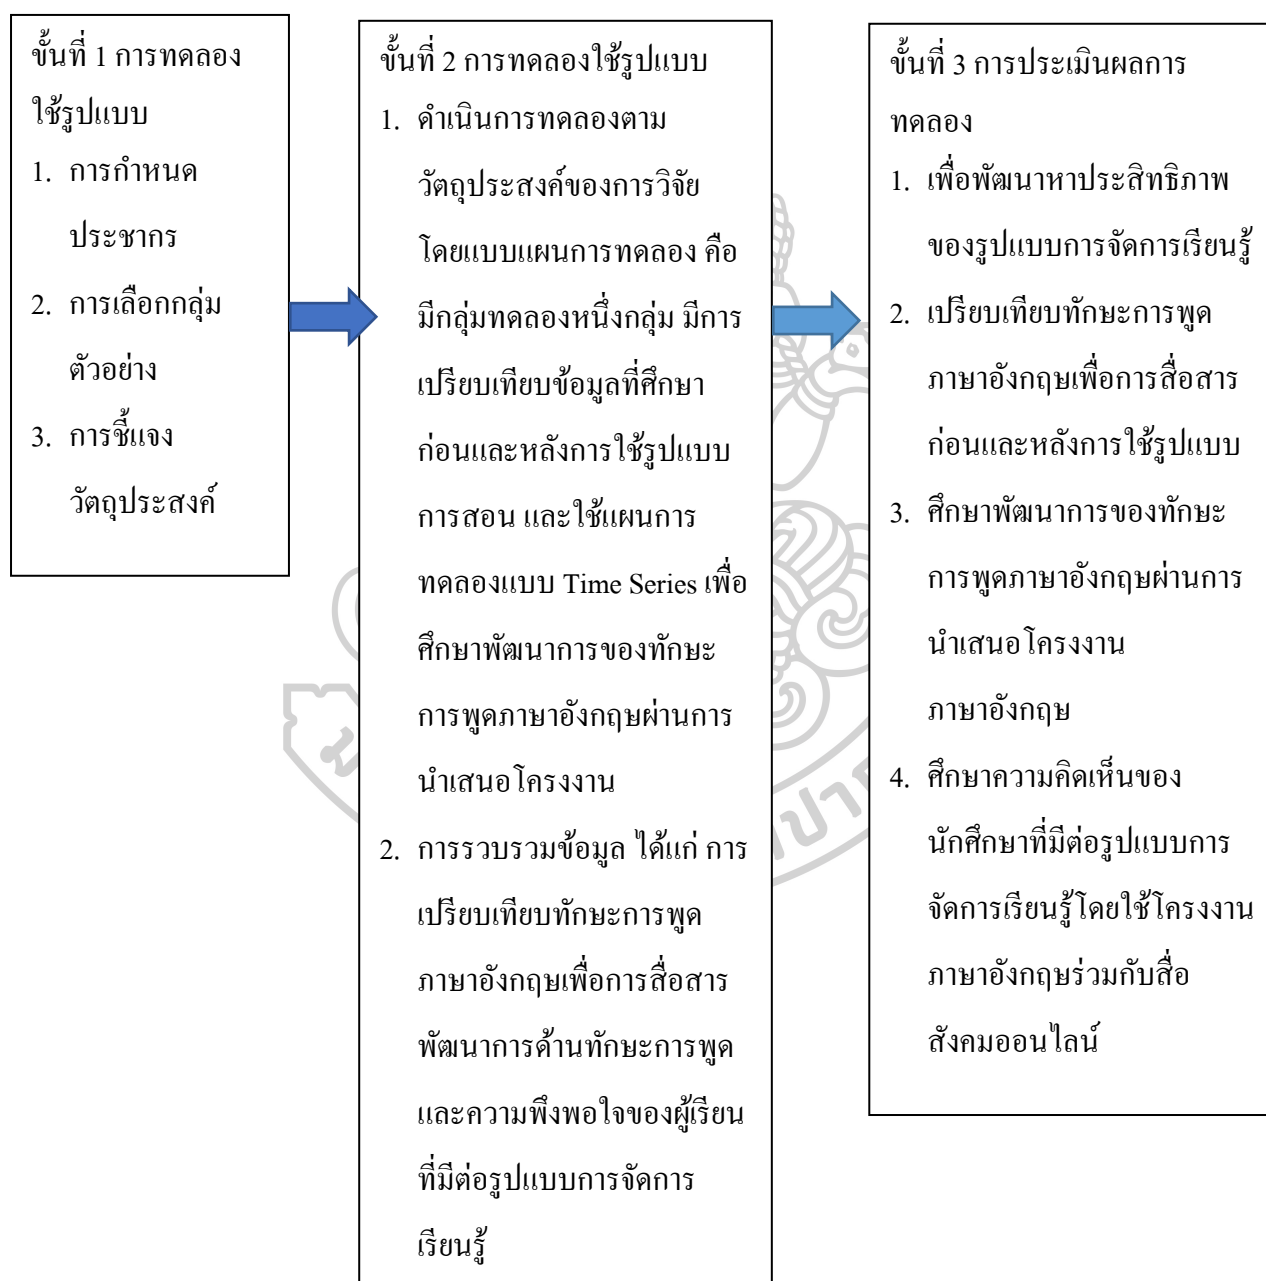 ขั้นที่ 1 การทดลอง
ใช้รูปแบบ
1. การกำหนด
ประชากร
2. การเลือกกลุ่ม
ตัวอย่าง
3. การชี้แจง
วัตถุประสงค์
ขั้นที่ 2 การทดลองใช้รูปแบบ
1. ดำเนินการทดลองตาม
วัตถุประสงค์ของการวิจัย
โดยแบบแผนการทดลอง คือ
มีกลุ่มทดลองหนึ่งกลุ่ม มีการ
เปรียบเทียบข้อมูลที่ศึกษา
ก่อนและหลังการใช้รูปแบบ
การสอน และใช้แผนการ
ทดลองแบบ Time Series เพื่อ
ศึกษาพัฒนาการของทักษะ
การพูดภาษาอังกฤษผ่านการ
นำเสนอโครงงาน
2. การรวบรวมข้อมูล ได้แก่ การ
เปรียบเทียบทักษะการพูด
ภาษาอังกฤษเพื่อการสื่อสาร
พัฒนาการด้านทักษะการพูด
และความพึงพอใจของผู้เรียน
ที่มีต่อรูปแบบการจัดการ
เรียนรู้
ขั้นที่ 3 การประเมินผลการ
ทดลอง
1. เพื่อพัฒนาหาประสิทธิภาพ
ของรูปแบบการจัดการเรียนรู้
2. เปรียบเทียบทักษะการพูด
ภาษาอังกฤษเพื่อการสื่อสาร
ก่อนและหลังการใช้รูปแบบ
3. ศึกษาพัฒนาการของทักษะ
การพูดภาษาอังกฤษผ่านการ
นำเสนอโครงงาน
ภาษาอังกฤษ
4. ศึกษาความคิดเห็นของ
นักศึกษาที่มีต่อรูปแบบการ
จัดการเรียนรู้โดยใช้โครงงาน
ภาษาอังกฤษร่วมกับสื่อ
สังคมออนไลน์